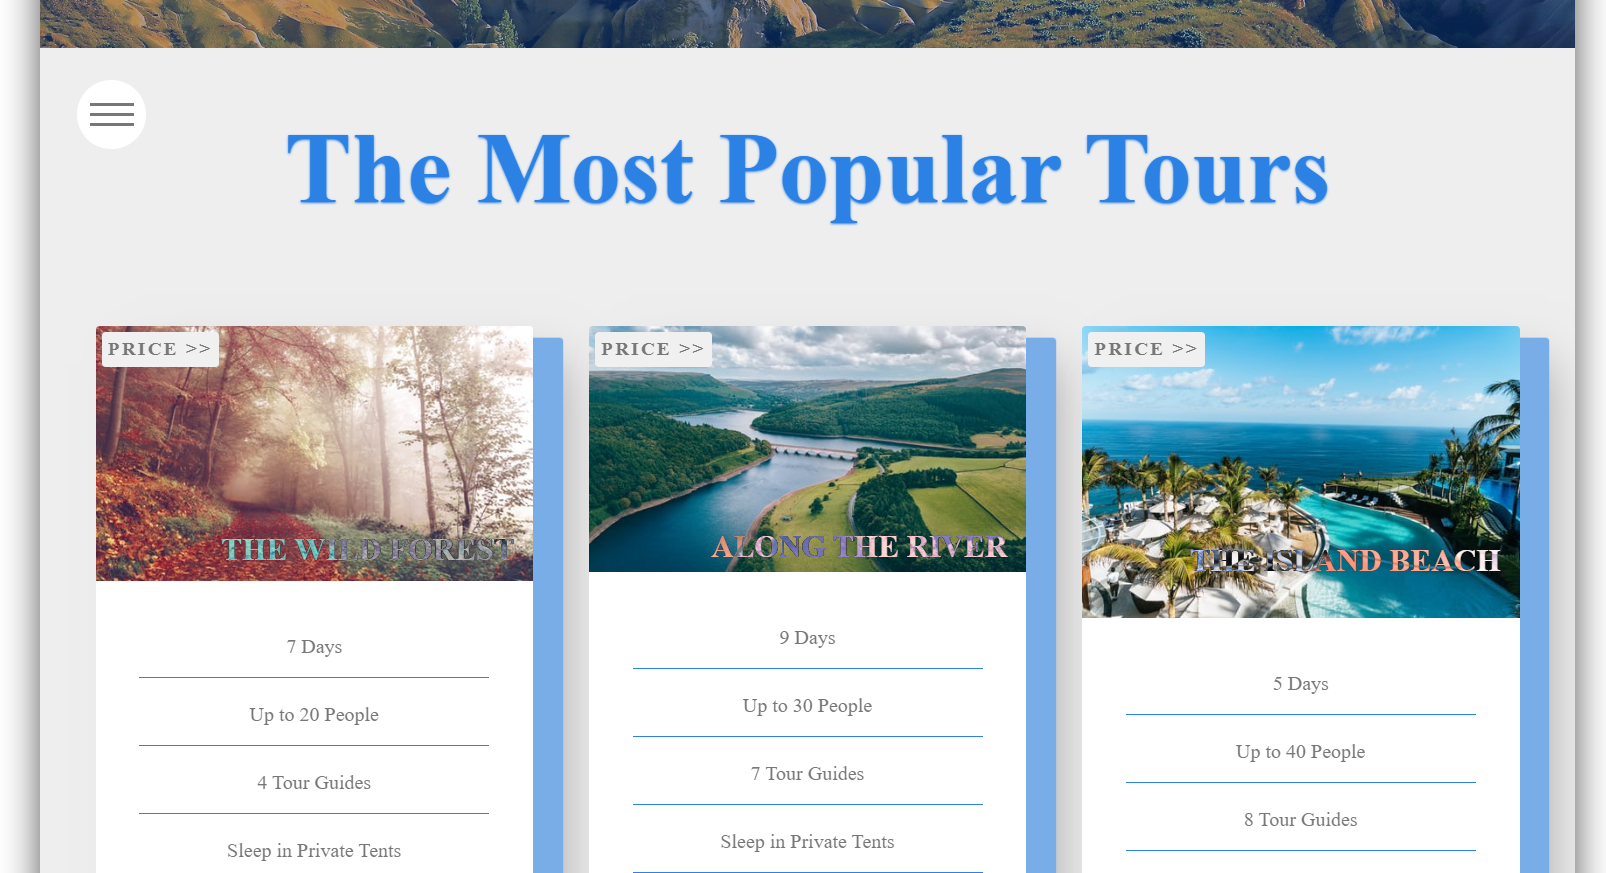 The Most Popular Tours
PRICE >>
THE WILD FOREST
7 Days
Up to 20 People
4 Tour Guides
Sleep in Private Tents
PRICE >>
ALONG THE RIVER
9 Days
Up to 30 People
7 Tour Guides
Sleep in Private Tents
PRICE >>
THE ISLAND BEACH
5 Days
Up to 40 People
8 Tour Guides